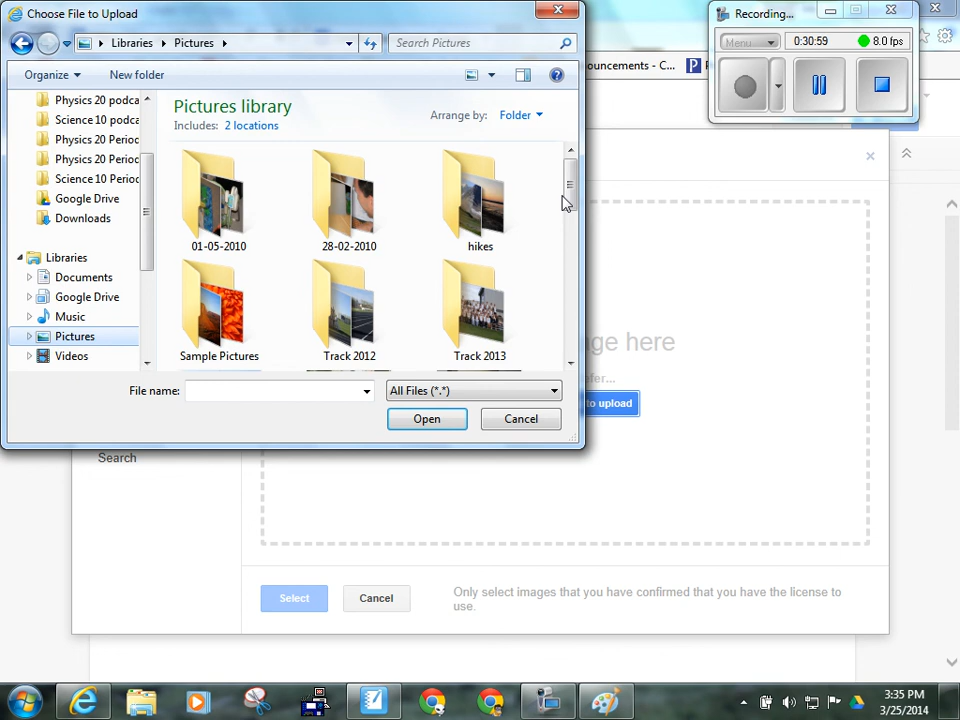 Choose File to Upload
Libraries
Pictures
Search Pictures
Organize
New folder
Physics 20 podca
Science 10 podca
Physics 20 Period
Physics 20 Period
Science 10 Period
Google Drive
Downloads
Libraries
Documents
Google Drive
Music
Pictures
Videos
Pictures library
Includes: 2 locations
Arrange by: Folder
01-05-2010
28-02-2010
hikes
Sample Pictures
Track 2012
Track 2013
File name:
All Files (*.*)
Open
Cancel
Recording...
Menu
0:30:59
8.0 fps
ouncements - C...
P
ge here
efer...
to upload
Search
Select
Cancel
Only select images that you have confirmed that you have the license to
use.
3:35 PM
3/25/2014